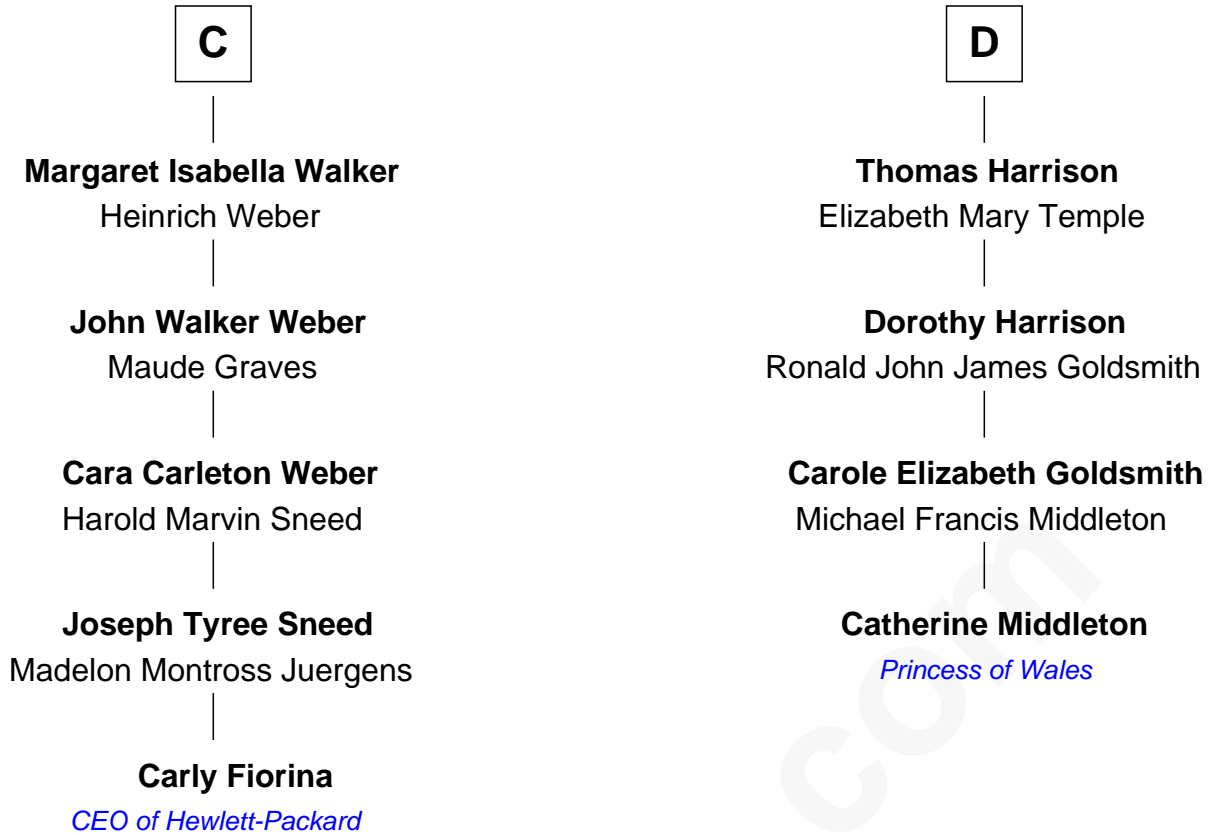 C
Margaret Isabella Walker
Heinrich Weber
John Walker Weber
Maude Graves
Cara Carleton Weber
Harold Marvin Sneed
Joseph Tyree Sneed
Madelon Montross Juergens
Carly Fiorina
CEO of Hewlett-Packard
D
Thomas Harrison
Elizabeth Mary Temple
Dorothy Harrison
Ronald John James Goldsmith
Carole Elizabeth Goldsmith
Michael Francis Middleton
Catherine Middleton
Princess of Wales
com